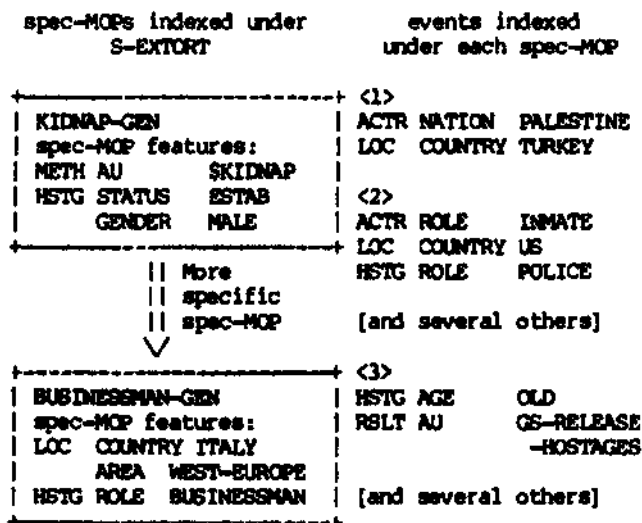 spec-MOPs indexed under events indexed
S-EXTORT under each spec-MOP
+--------------------+ <1>
| KIDNAP-GEN | ACTR NATION PALESTINE
| spec-MOP features: | LOC COUNTRY TURKEY
| METH AU $KIDNAP |
| HSTG STATUS ESTAB | <2>
| GENDER MALE | ACTR ROLE INMATE
+--------------------+ LOC COUNTRY US
|| More HSTG ROLE POLICE
|| specific
|| spec-MOP [and several others]
\/
+--------------------+ <3>
| BUSINESSMAN-GEN | HSTG AGE OLD
| spec-MOP features: | RSLT AU GS-RELEASE
| LOC COUNTRY ITALY | -HOSTAGES
| AREA WEST-EUROPE |
| HSTG ROLE BUSINESSMAN | [and several others]
+--------------------+